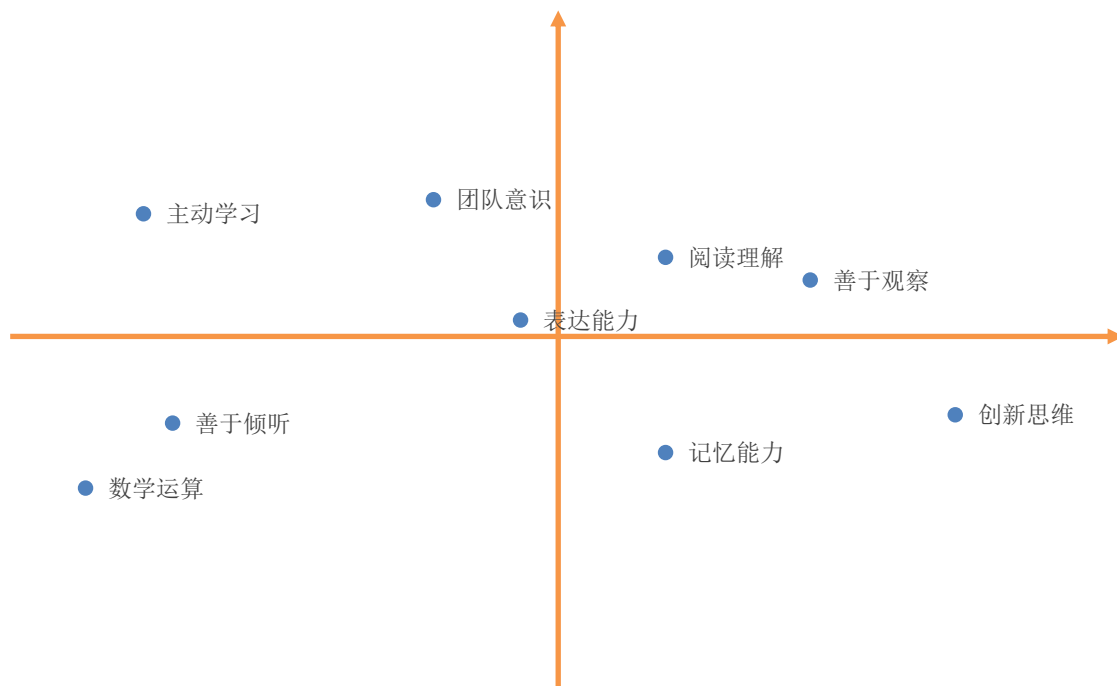 团队意识
主动学习
阅读理解
善于观察
表达能力
创新思维
善于倾听
记忆能力
数学运算